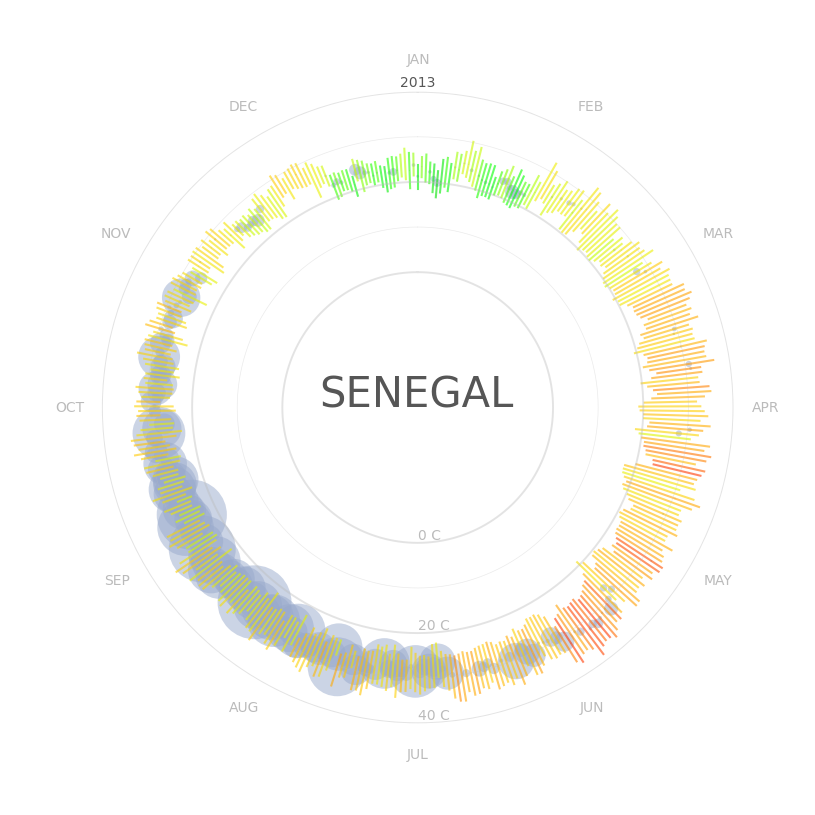 JAN
2013
DEC
FEB
NOV
MAR
SENEGAL
OCT
APR
0 C
SEP
MAY
20 C
AUG
JUN
40 C
JUL